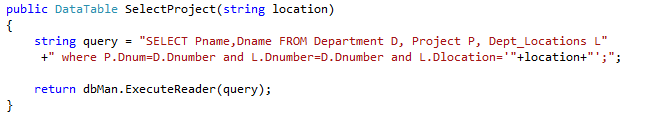 public DataTable SelectProject(string location)
{
string query = "SELECT Pname,Dname FROM Department D, Project P, Dept_Locations L"
+" where P.Dnum=D.Dnumber and L.Dnumber=D.Dnumber and L.Dlocation='"+location+"';";
return dbMan.ExecuteReader(query);
}